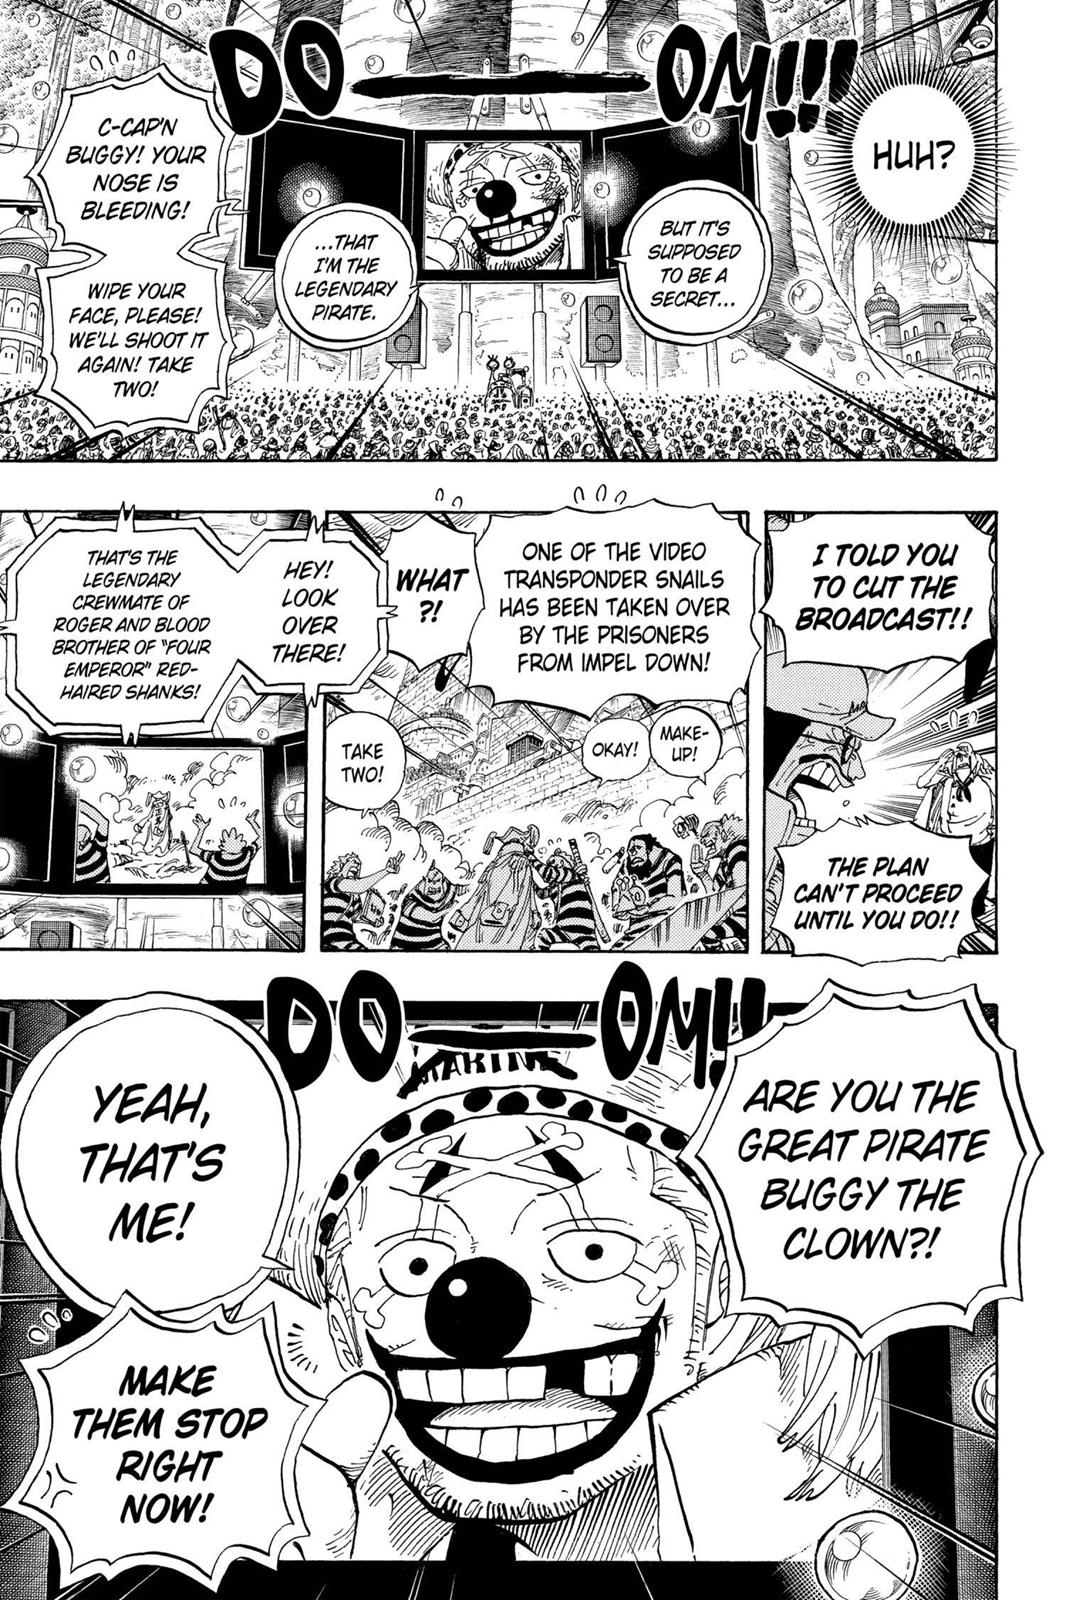 DO—OM!!!
HUH?
BUT IT'S
SUPPOSED
TO BE A
SECRET...
...THAT
I'M THE
LEGENDARY
PIRATE.
C-CAP'N
BUGGY! YOUR
NOSE IS
BLEEDING!
WIPE YOUR
FACE, PLEASE!
WE'LL SHOOT IT
AGAIN! TAKE
TWO!
I TOLD YOU
TO CUT THE
BROADCAST!!
THE PLAN
CAN'T PROCEED
UNTIL YOU DO!!
ONE OF THE VIDEO
TRANSPONDER SNAILS
HAS BEEN TAKEN OVER
BY THE PRISONERS
FROM IMPEL DOWN!
WHAT
?!
MAKE-
UP!
OKAY!
TAKE
TWO!
HEY!
LOOK
OVER
THERE!
THAT'S THE
LEGENDARY
CREWMATE OF
ROGER AND BLOOD
BROTHER OF "FOUR
EMPEROR" RED-
HAIRED SHANKS!
DO—OM!!
MARINE
ARE YOU THE
GREAT PIRATE
BUGGY THE
CLOWN?!
YEAH,
THAT'S
ME!
MAKE
THEM STOP
RIGHT
NOW!